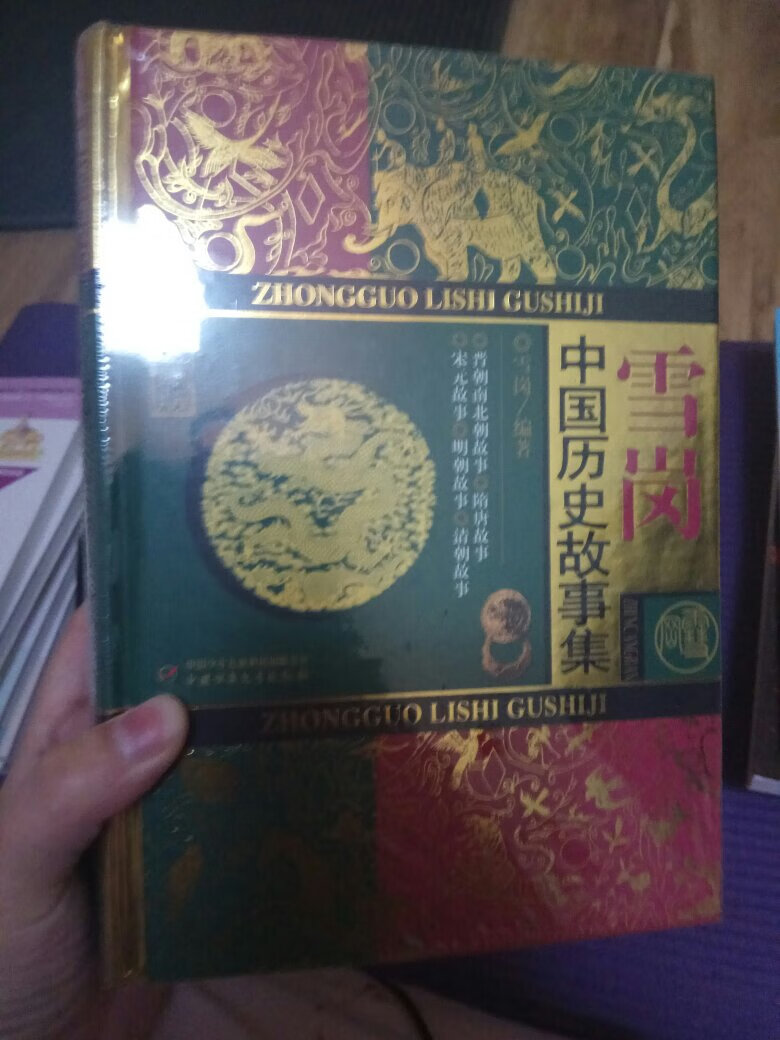 ZHONGGUO LISHI GUSHIJI
雪岗
中国历史故事集
雪岗/编著
晋朝南北朝故事 隋唐故事
宋元故事 明朝故事 清朝故事
ZHONGGUO LISHI GUSHIJI